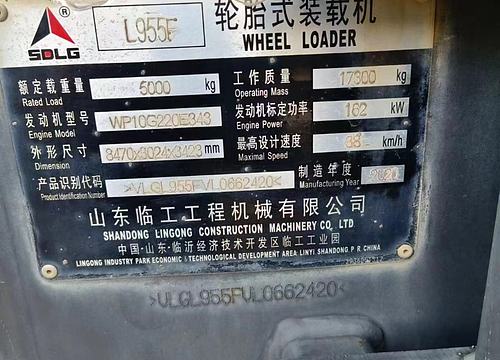 SDLG ®
L955F
轮胎式装载机
WHEEL LOADER
额定载重量 5000 kg
Rated Load
工作质量 17300 kg
Operating Mass
发动机型号 WP10G220E343
Engine Model
发动机标定功率 162 kW
Engine Power
外形尺寸 8470x3024x3423 mm
Dimension
最高设计速度 38 km/h
Maximal Speed
产品识别代码 >VLGL955FVL0662420<
Product Identification Number
制造年度 2020
Manufacturing Year
山东临工工程机械有限公司
SHANDONG LINGONG CONSTRUCTION MACHINERY CO., LTD
中国·山东·临沂经济技术开发区临工工业园
LINGONG INDUSTRY PARK ECONOMIC & TECHNOLOGICAL DEVELOPMENT AREA LINYI SHANDONG P.R.CHINA
>VLGL955FVL0662420<